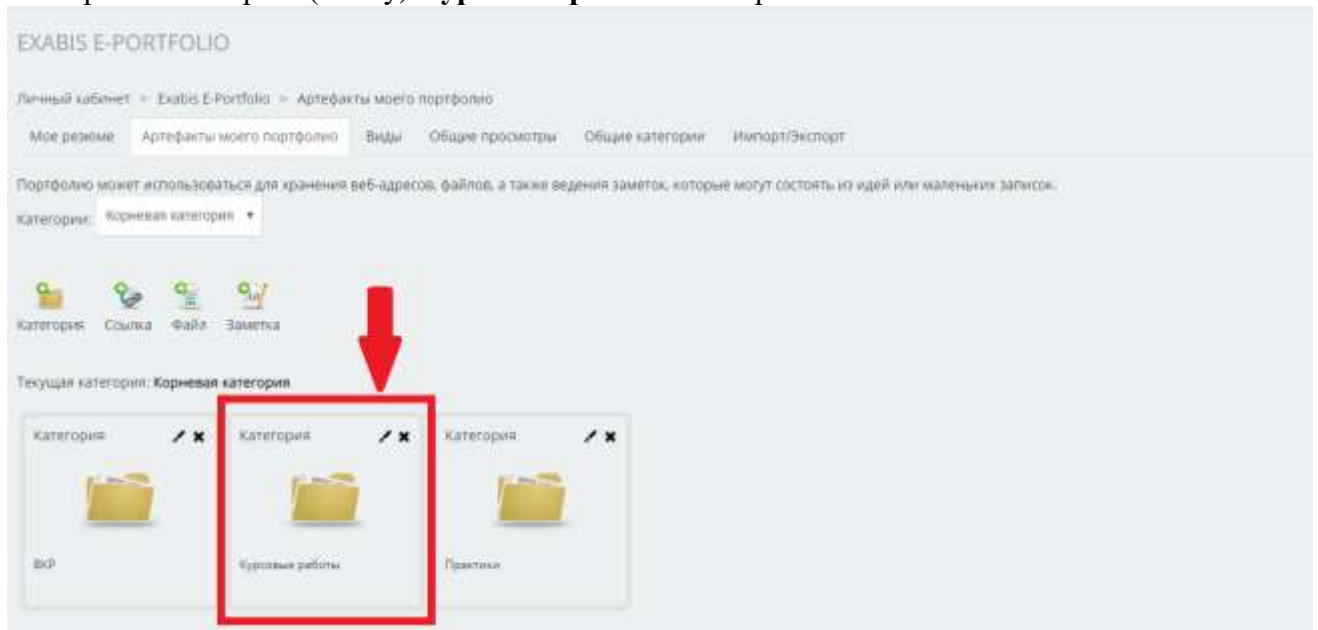 EXABIS E-PORTFOLIO
Личный кабинет Exabis E-Portfolio Артефакты моего портфолио
Мое резюме Артефакты моего портфолио Виды Общие просмотры Общие категории Импорт/Экспорт
Портфолио может использоваться для хранения веб-адресов, файлов, а также ведения заметок, которые могут состоять из идей или маленьких записок.
Категории: Корневая категория
Категория Ссылка Файл Заметка
Текущая категория: Корневая категория
Категория Категория Категория
ВКР Курсовые работы Практики